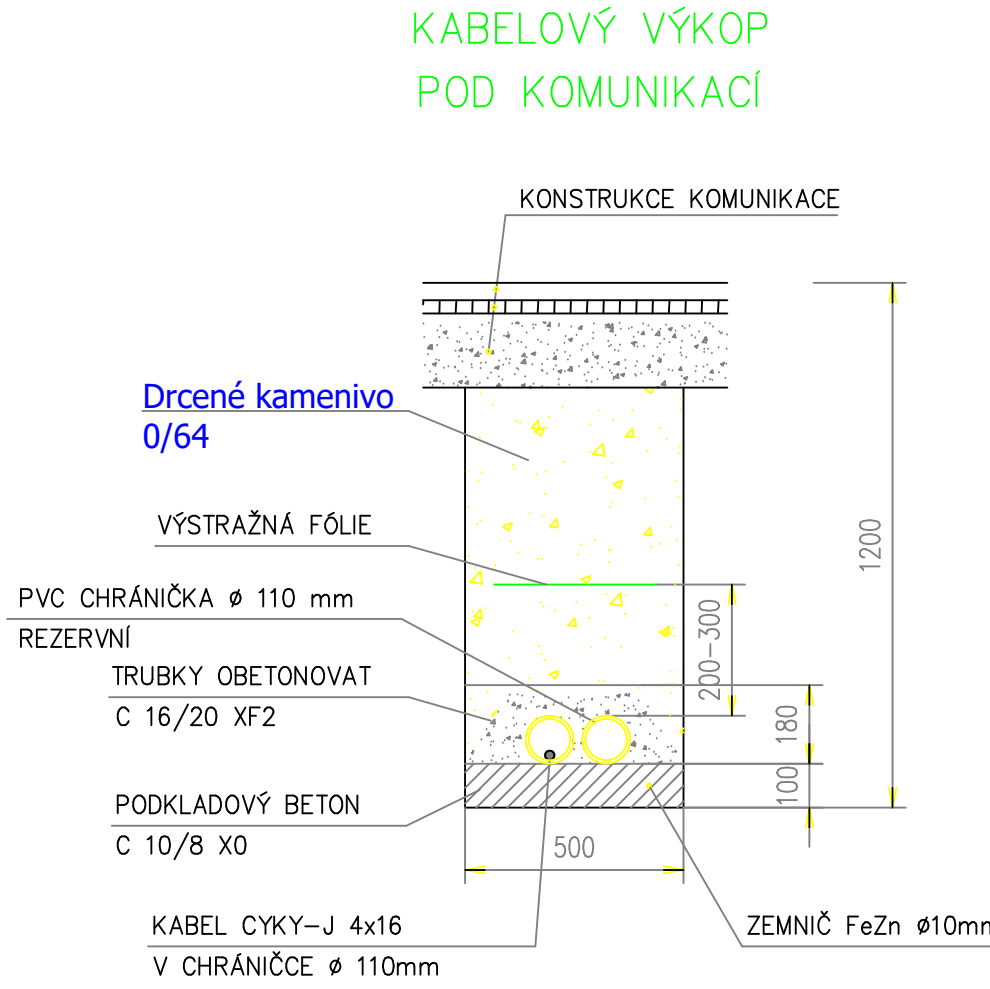 KABELOVÝ VÝKOP
POD KOMUNIKACÍ
KONSTRUKCE KOMUNIKACE
Drcené kamenivo
0/64
VÝSTRAŽNÁ FÓLIE
PVC CHRÁNIČKA Ø 110 mm
REZERVNÍ
TRUBKY OBETONOVAT
C 16/20 XF2
PODKLADOVÝ BETON
C 10/8 X0
KABEL CYKY-J 4x16
V CHRÁNIČCE Ø 110mm
ZEMNIČ FeZn Ø10mm
500
200-300
180
100
1200